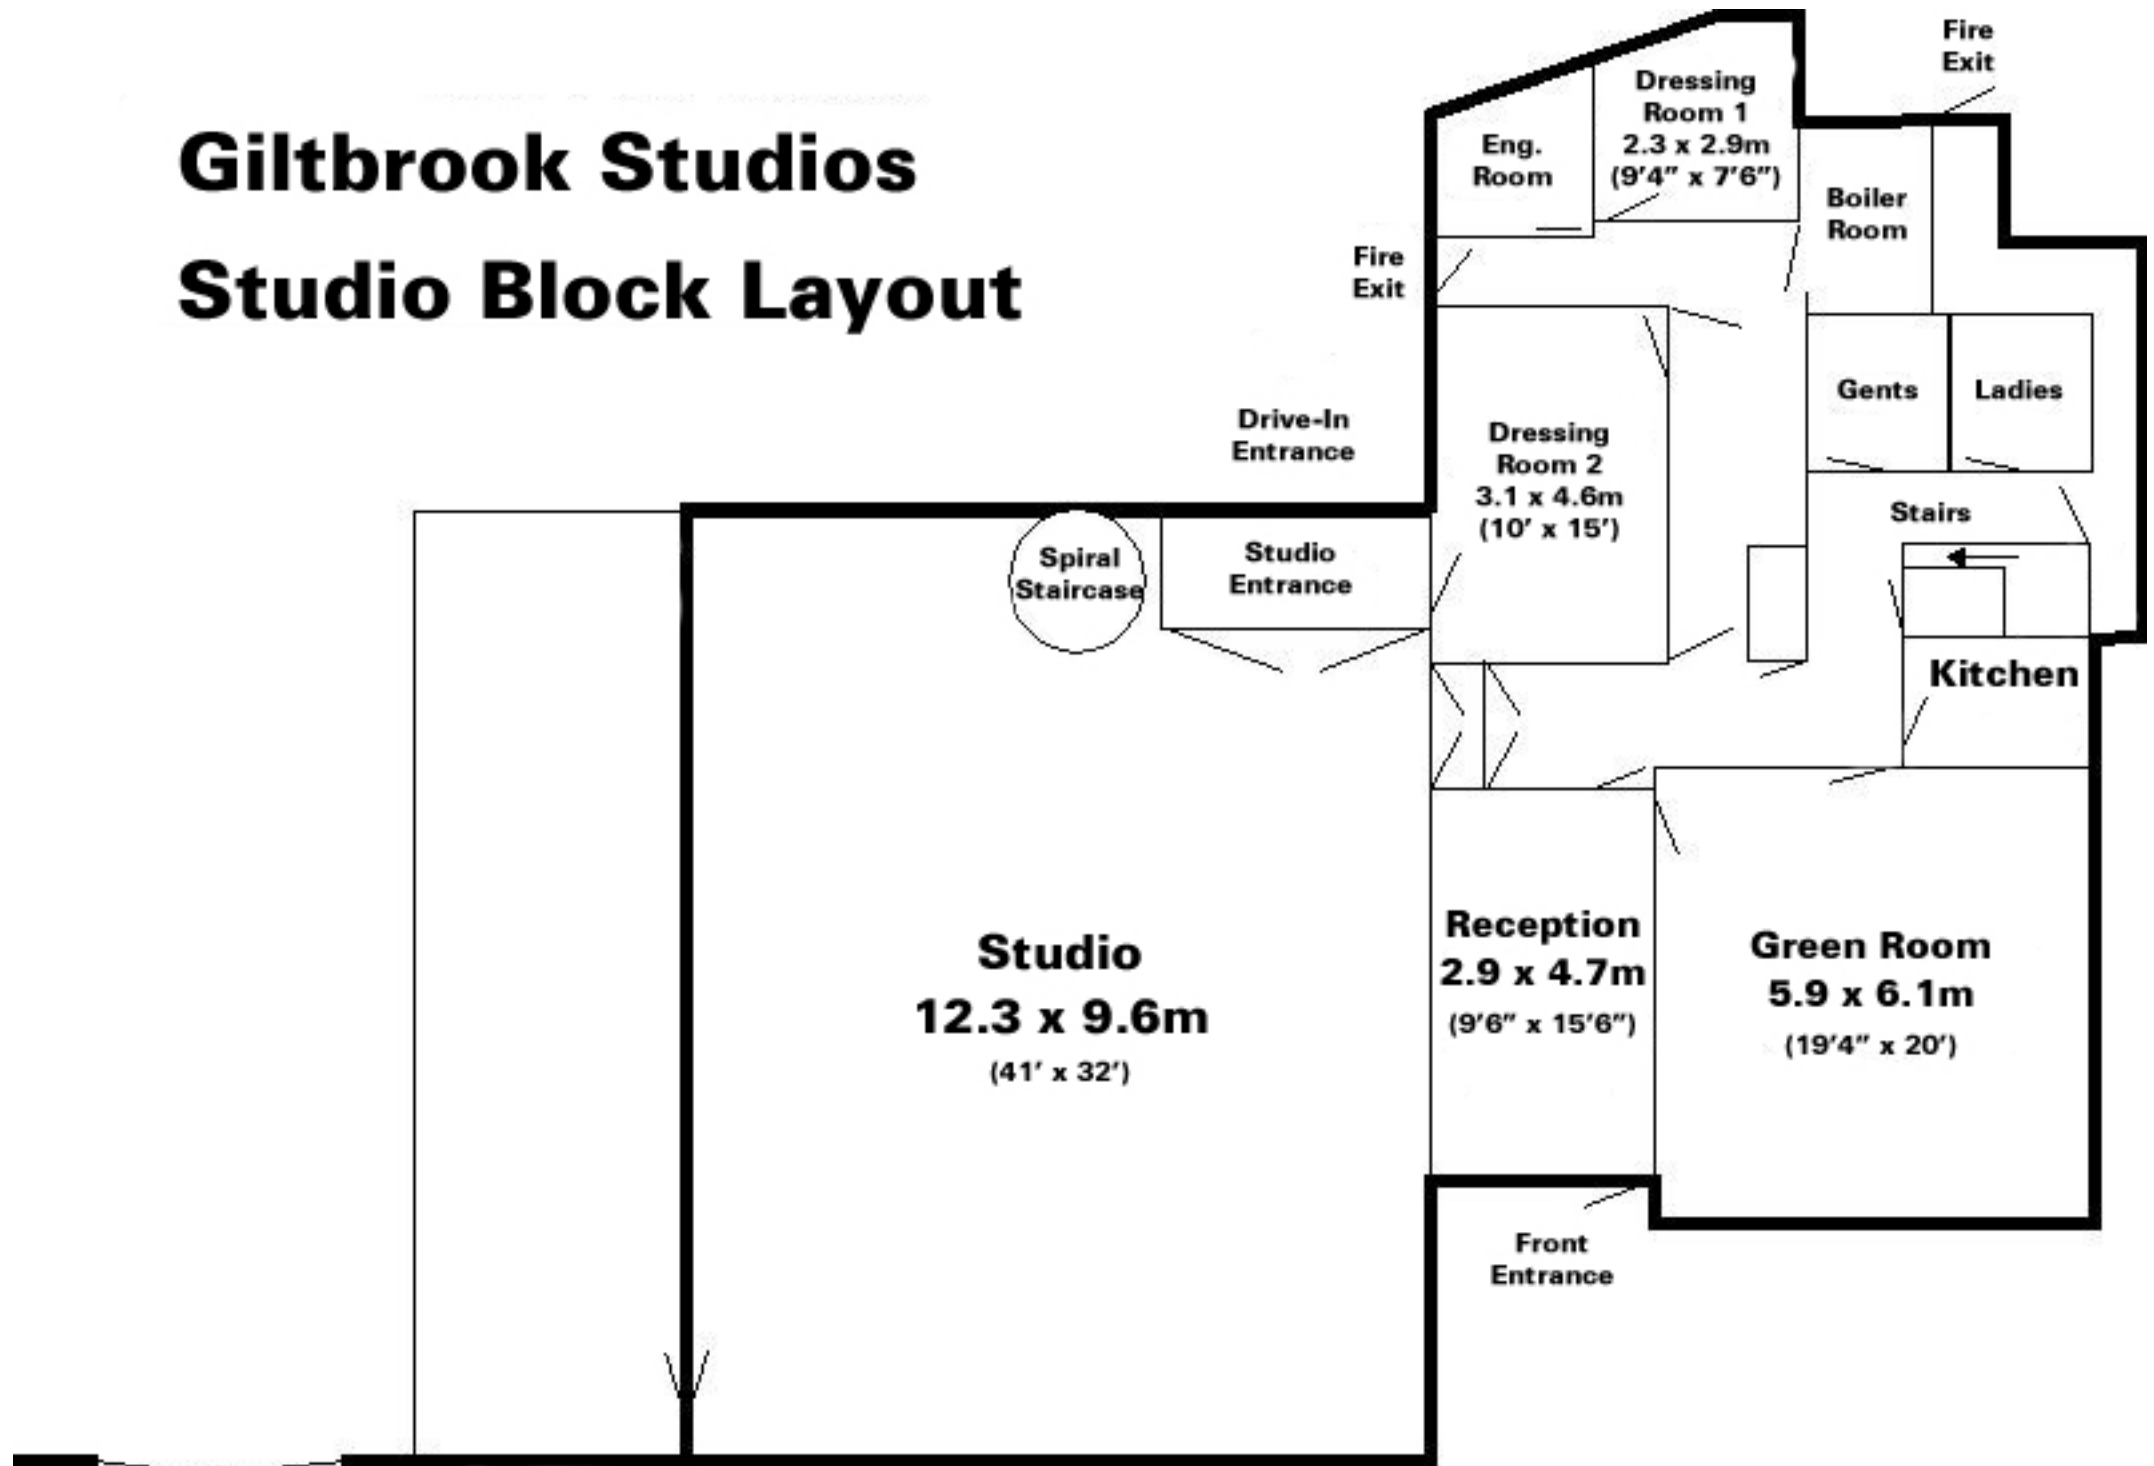 Giltbrook Studios
Studio Block Layout
Fire
Exit
Dressing
Room 1
2.3 x 2.9m
(9'4" x 7'6")
Eng.
Room
Boiler
Room
Fire
Exit
Drive-In
Entrance
Gents
Ladies
Dressing
Room 2
3.1 x 4.6m
(10' x 15')
Stairs
Spiral
Staircase
Studio
Entrance
Kitchen
Studio
12.3 x 9.6m
(41' x 32')
Reception
2.9 x 4.7m
(9'6" x 15'6")
Green Room
5.9 x 6.1m
(19'4" x 20')
Front
Entrance